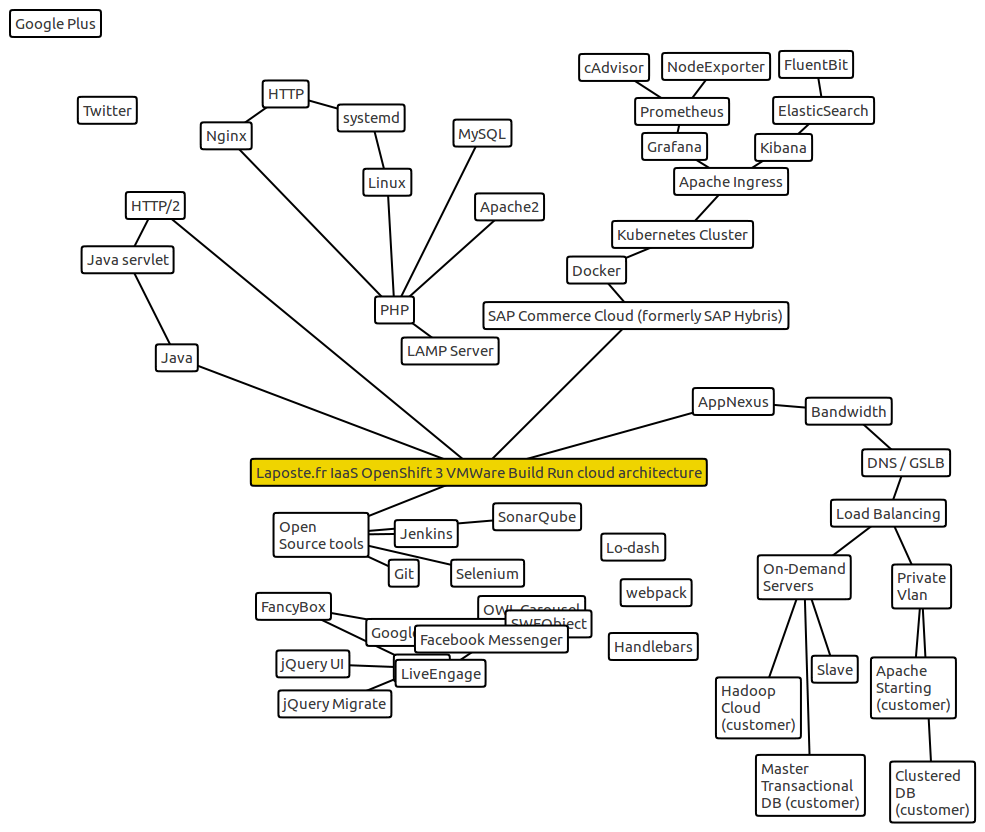 Google Plus
Twitter
HTTP
systemd
Nginx
MySQL
Linux
Apache2
cAdvisor
NodeExporter
FluentBit
Prometheus
ElasticSearch
Grafana
Kibana
Apache Ingress
HTTP/2
Java servlet
Kubernetes Cluster
Docker
PHP
SAP Commerce Cloud (formerly SAP Hybris)
LAMP Server
Java
AppNexus
Bandwidth
Laposte.fr IaaS OpenShift 3 VMWare Build Run cloud architecture
DNS / GSLB
Load Balancing
Open
Source tools
Jenkins
SonarQube
Git
Selenium
Lo-dash
webpack
Handlebars
On-Demand
Servers
Private
Vlan
FancyBox
OWL Carousel
SWFObject
Google
Facebook Messenger
jQuery UI
LiveEngage
jQuery Migrate
Slave
Hadoop
Cloud
(customer)
Apache
Starting
(customer)
Master
Transactional
DB (customer)
Clustered
DB
(customer)